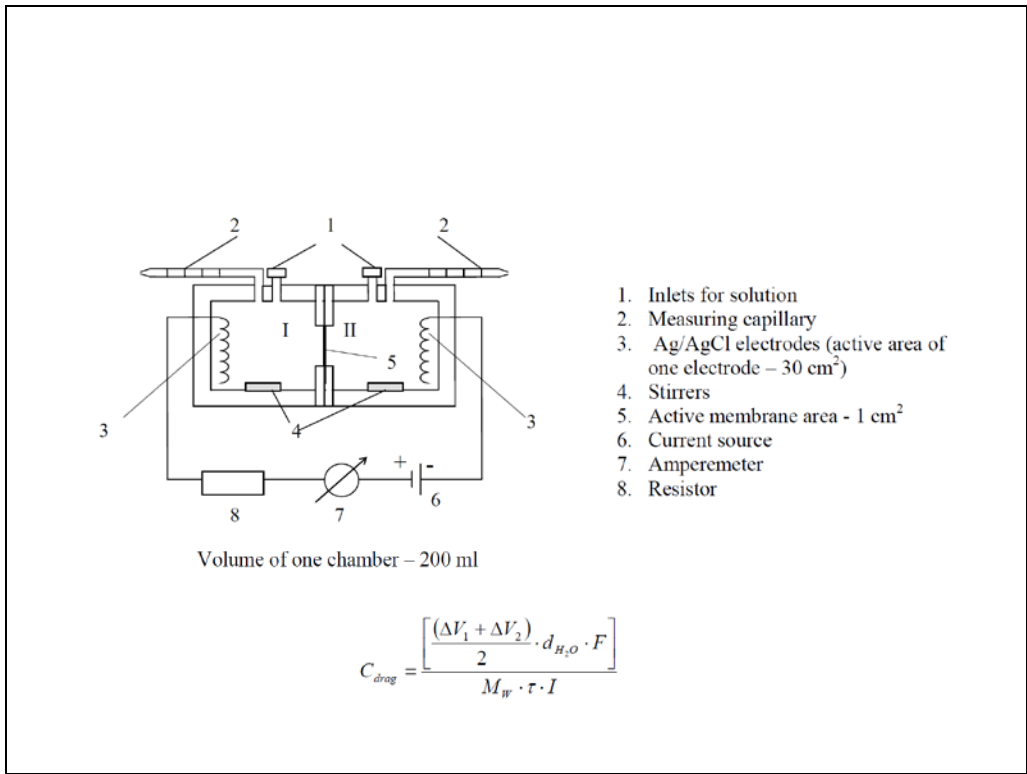 2
1
2
I
II
5
3
4
3
+
-
6
8
7
Volume of one chamber – 200 ml
1. Inlets for solution
2. Measuring capillary
3. Ag/AgCl electrodes (active area of
one electrode – 30 cm²)
4. Stirrers
5. Active membrane area - 1 cm²
6. Current source
7. Amperemeter
8. Resistor
C_drag = [ (ΔV₁ + ΔV₂) / 2 · d_H₂O · F ] / M_W · τ · I